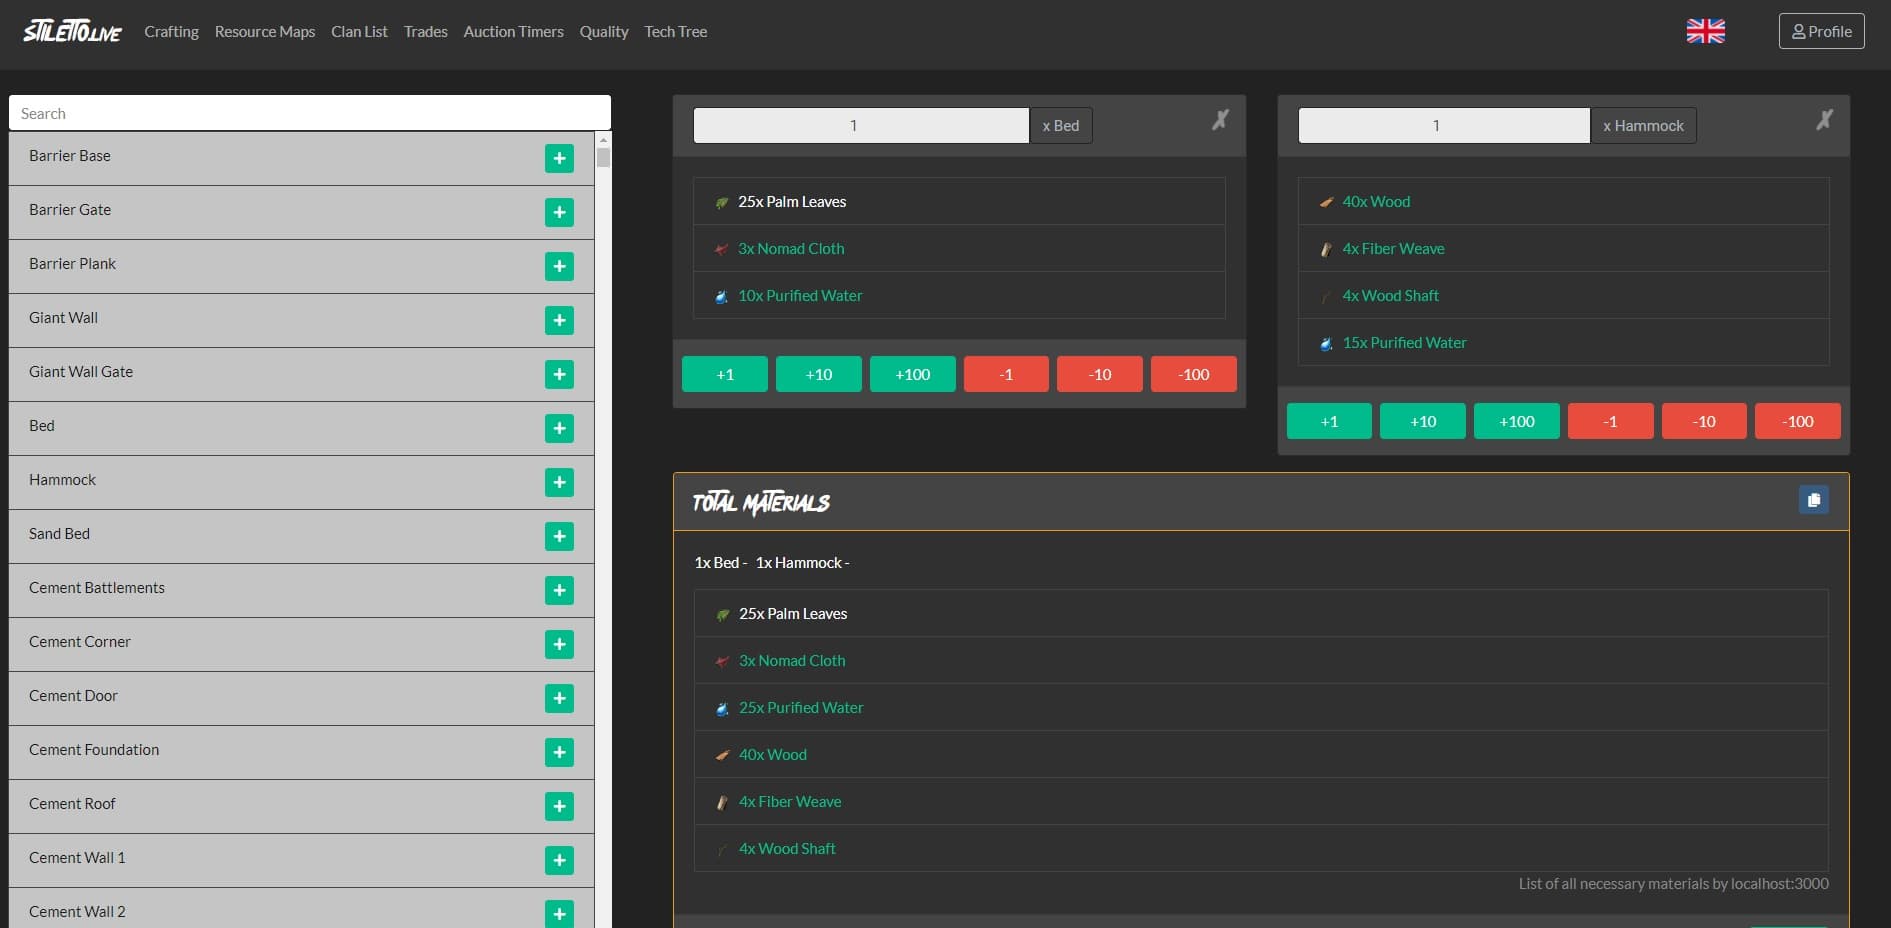 STILETTO.LIVE Crafting Resource Maps Clan List Trades Auction Timers Quality Tech Tree Profile
Search
Barrier Base
Barrier Gate
Barrier Plank
Giant Wall
Giant Wall Gate
Bed
Hammock
Sand Bed
Cement Battlements
Cement Corner
Cement Door
Cement Foundation
Cement Roof
Cement Wall 1
Cement Wall 2
1 x Bed
25x Palm Leaves
3x Nomad Cloth
10x Purified Water
+1 +10 +100 -1 -10 -100
1 x Hammock
40x Wood
4x Fiber Weave
4x Wood Shaft
15x Purified Water
+1 +10 +100 -1 -10 -100
TOTAL MATERIALS
1x Bed - 1x Hammock -
25x Palm Leaves
3x Nomad Cloth
25x Purified Water
40x Wood
4x Fiber Weave
4x Wood Shaft
List of all necessary materials by localhost:3000